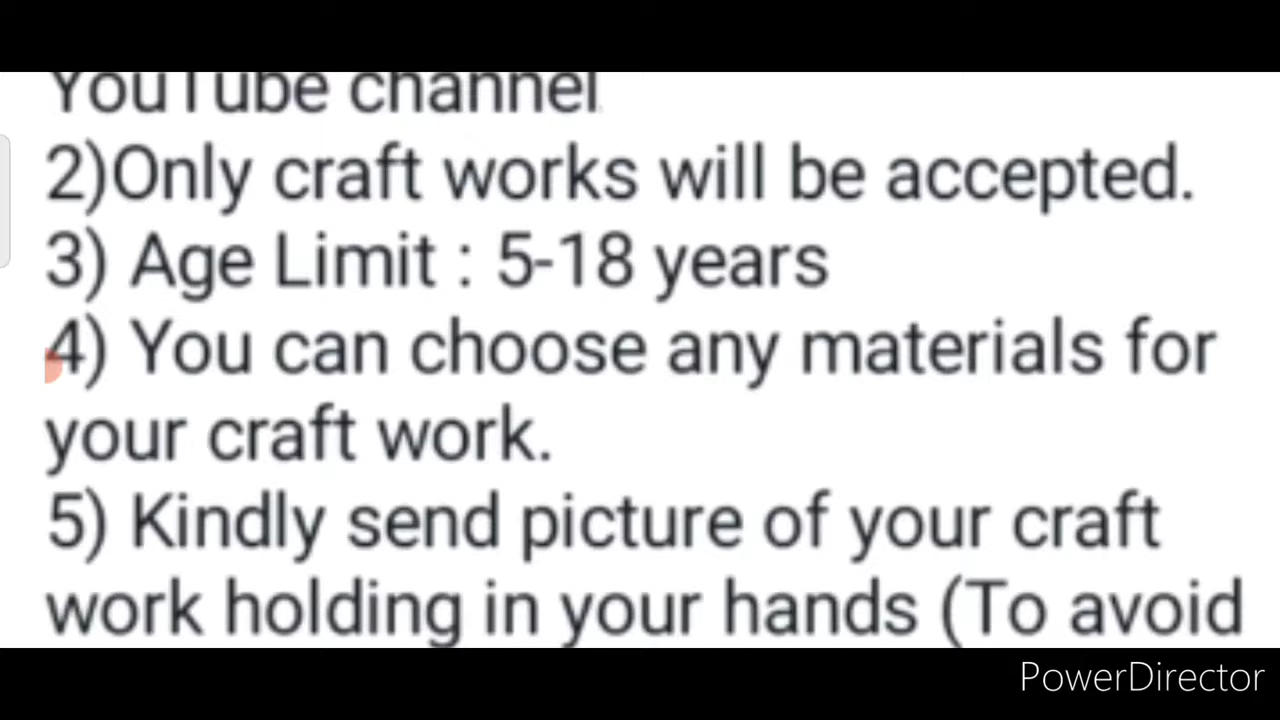 YouTube channel
2)Only craft works will be accepted.
3) Age Limit : 5-18 years
4) You can choose any materials for
your craft work.
5) Kindly send picture of your craft
work holding in your hands (To avoid
PowerDirector